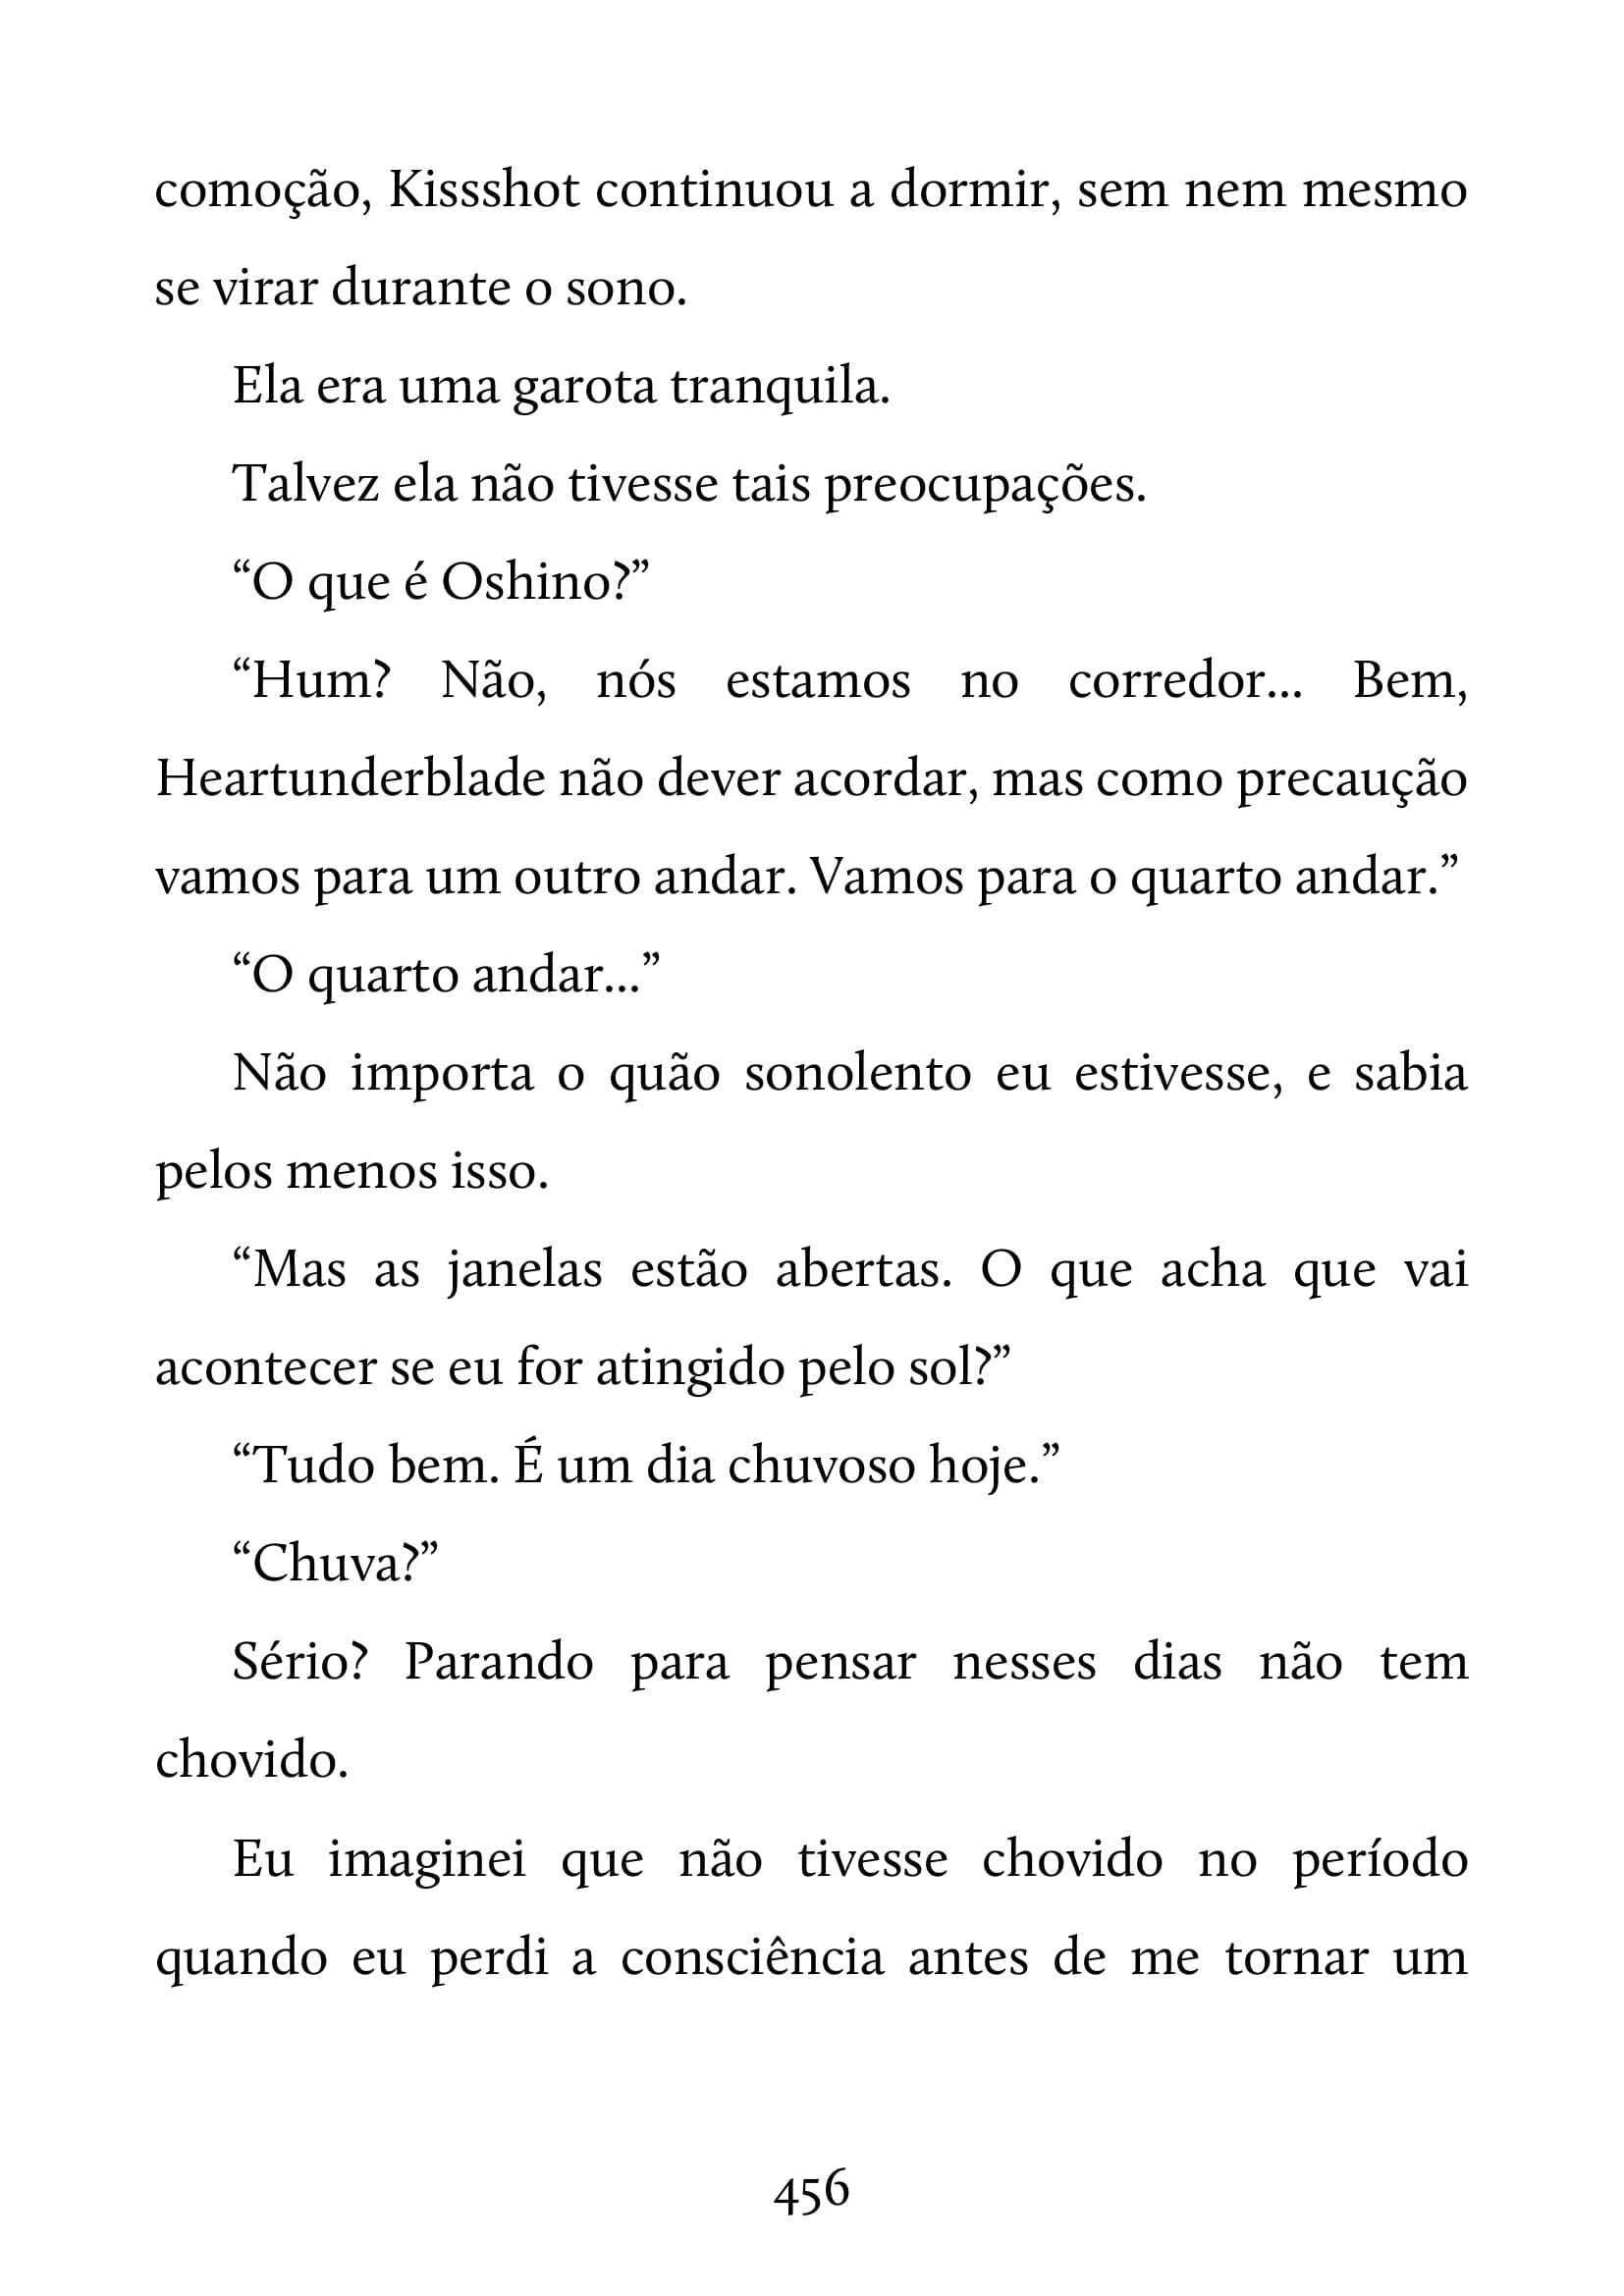 comoção, Kissshot continuou a dormir, sem nem mesmo
se virar durante o sono.
Ela era uma garota tranquila.
Talvez ela não tivesse tais preocupações.
“O que é Oshino?”
“Hum? Não, nós estamos no corredor... Bem,
Heartunderblade não dever acordar, mas como precaução
vamos para um outro andar. Vamos para o quarto andar.”
“O quarto andar...”
Não importa o quão sonolento eu estivesse, e sabia
pelos menos isso.
“Mas as janelas estão abertas. O que acha que vai
acontecer se eu for atingido pelo sol?”
“Tudo bem. É um dia chuvoso hoje.”
“Chuva?”
Sério? Parando para pensar nesses dias não tem
chovido.
Eu imaginei que não tivesse chovido no período
quando eu perdi a consciência antes de me tornar um
456